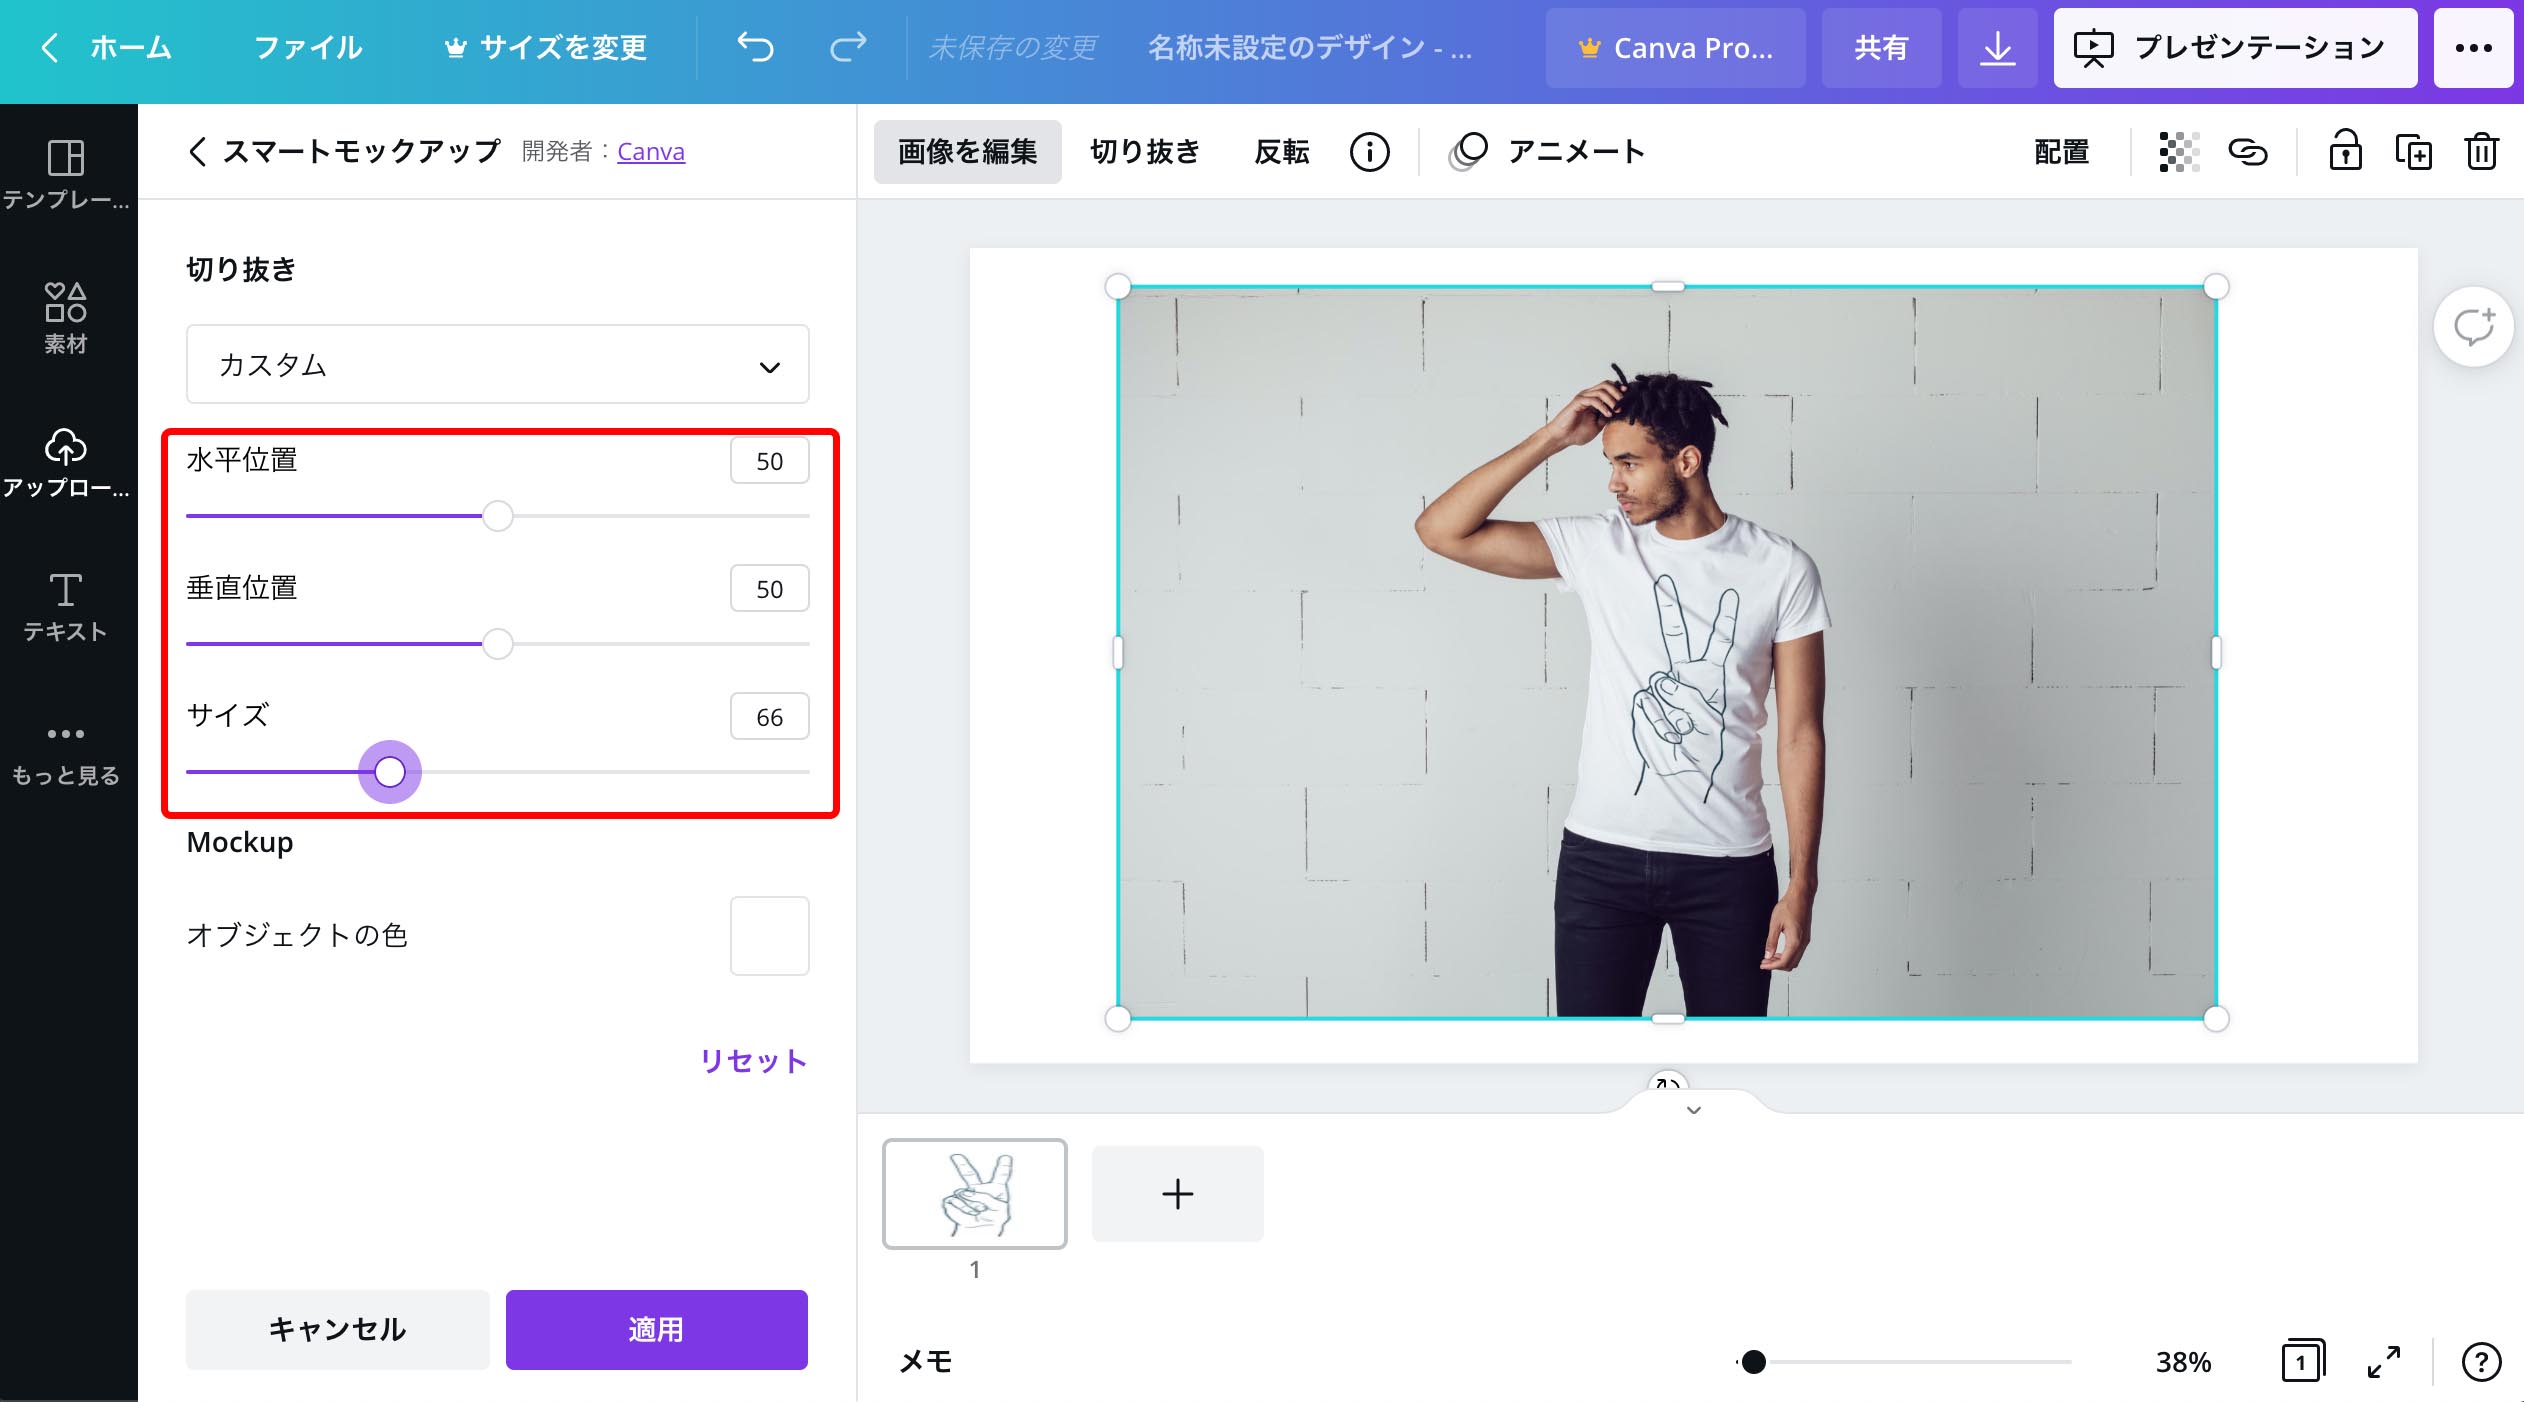 ホーム
ファイル
サイズを変更
未保存の変更
名称未設定のデザイン - ...
Canva Pro...
共有
プレゼンテーション
テンプレー...
素材
アップロー...
テキスト
もっと見る
スマートモックアップ 開発者：Canva
切り抜き
カスタム
水平位置 50
垂直位置 50
サイズ 66
Mockup
オブジェクトの色
リセット
キャンセル
適用
画像を編集
切り抜き
反転
アニメート
配置
1
メモ
38%
1